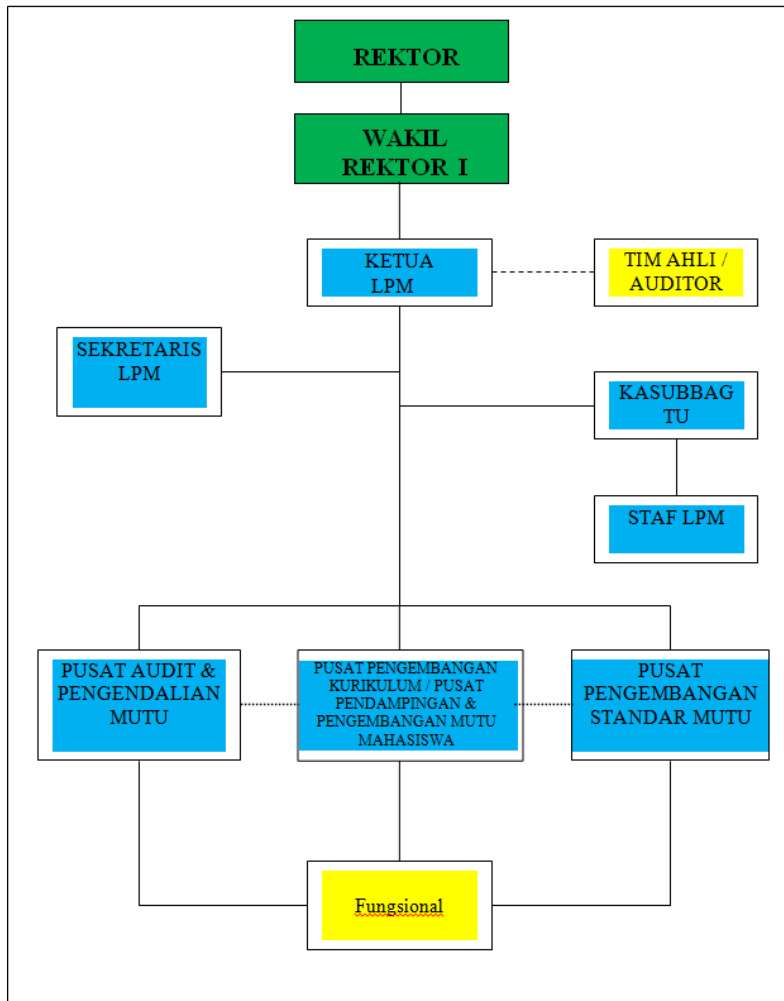 REKTOR
WAKIL
REKTOR I
KETUA
LPM
TIM AHLI /
AUDITOR
SEKRETARIS
LPM
KASUBBAG
TU
STAF LPM
PUSAT AUDIT &
PENGENDALIAN
MUTU
PUSAT PENGEMBANGAN
KURIKULUM / PUSAT
PENDAMPINGAN &
PENGEMBANGAN MUTU
MAHASISWA
PUSAT
PENGEMBANGAN
STANDAR MUTU
Fungsional